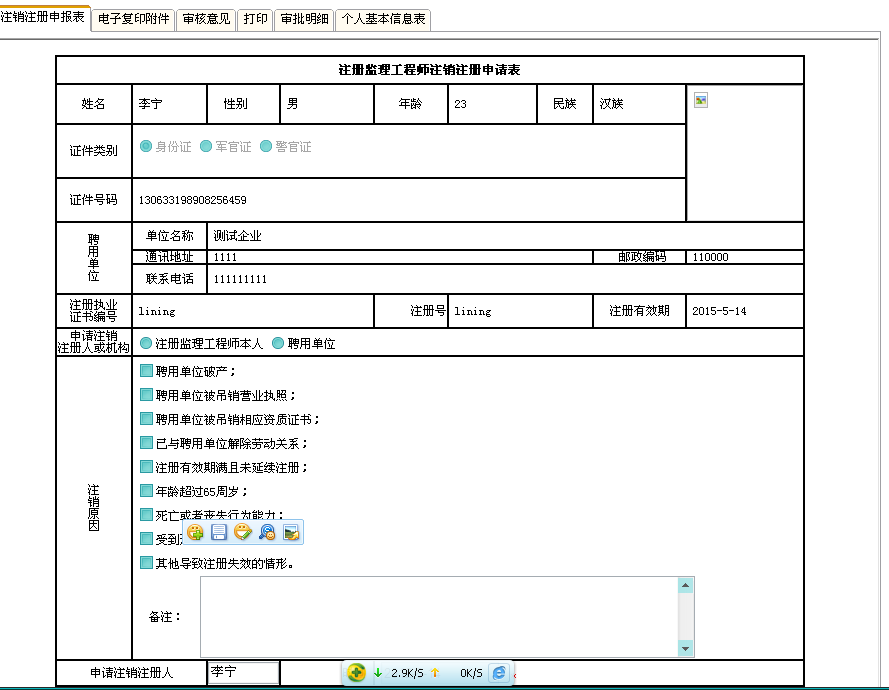 注销注册申报表 电子复印附件 审核意见 打印 审批明细 个人基本信息表
注册监理工程师注销注册申请表
姓名 李宁 性别 男 年龄 23 民族 汉族
证件类别 身份证 军官证 警官证
证件号码 130633198908256459
聘用单位
单位名称 测试企业
通讯地址 1111 邮政编码 110000
联系电话 111111111
注册执业
证书编号 lining 注册号 lining 注册有效期 2015-5-14
申请注销
注册人或机构 注册监理工程师本人 聘用单位
注销原因
聘用单位破产；
聘用单位被吊销营业执照；
聘用单位被吊销相应资质证书；
已与聘用单位解除劳动关系；
注册有效期满且未延续注册；
年龄超过65周岁；
死亡或者丧失行为能力；
受到
其他导致注册失效的情形。
备注：
申请注销注册人 李宁 2.9K/S 0K/S